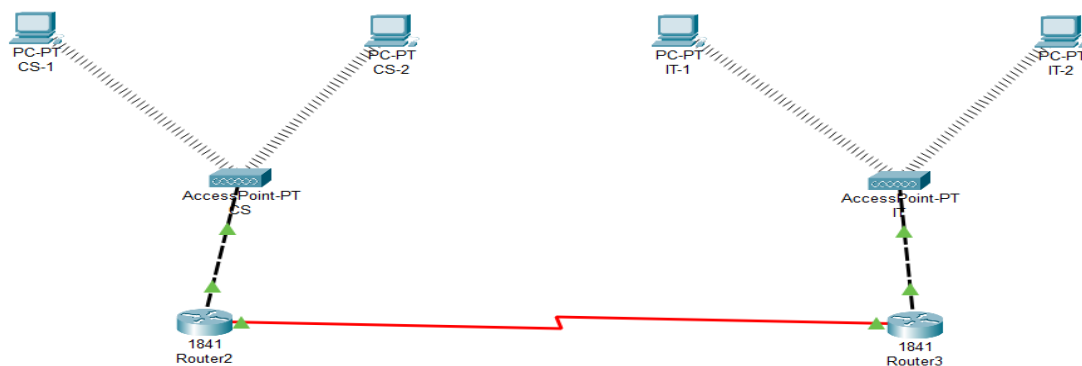 PC-PT
CS-1
PC-PT
CS-2
PC-PT
IT-1
PC-PT
IT-2
AccessPoint-PT
CS
AccessPoint-PT
IT
1841
Router2
1841
Router3